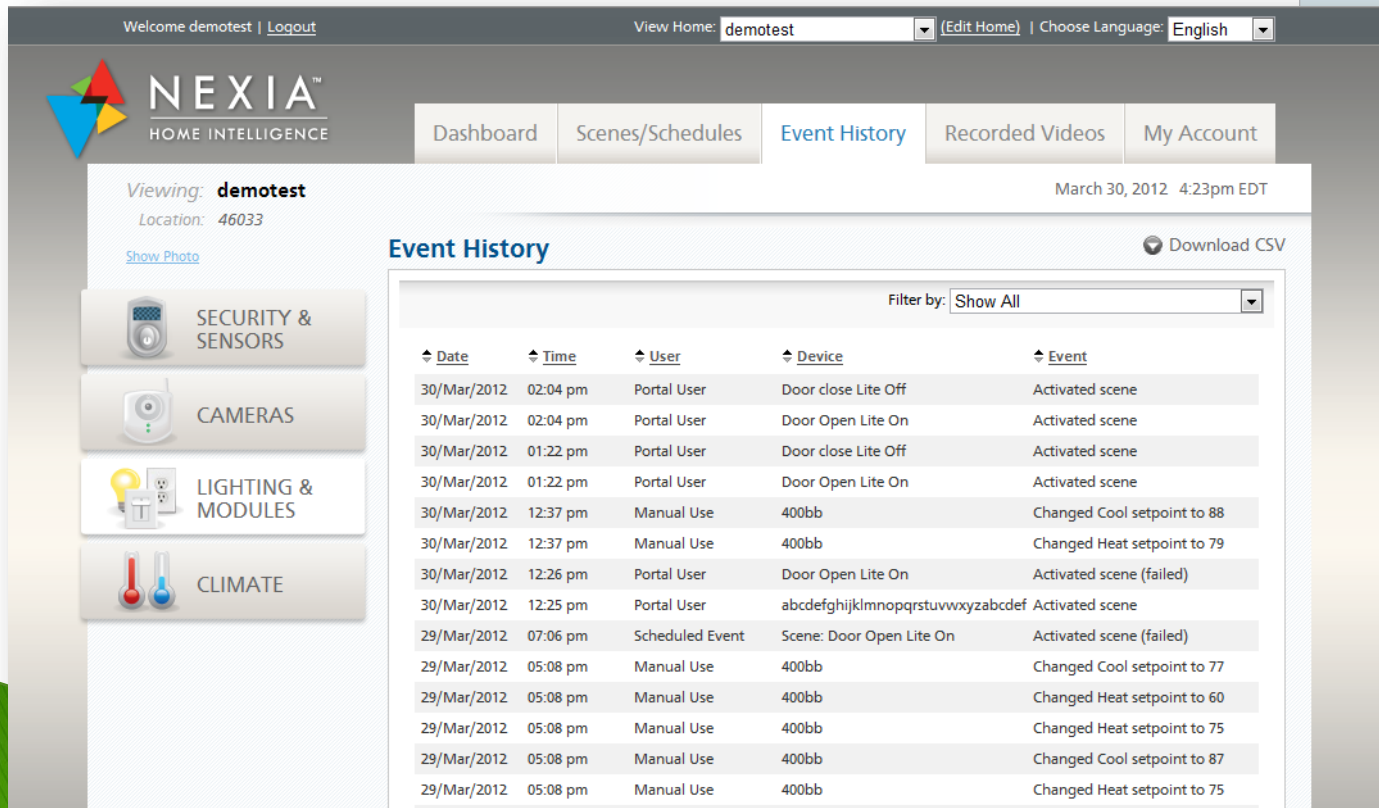 Welcome demotest | Logout View Home: demotest (Edit Home) | Choose Language: English
NEXIA™
HOME INTELLIGENCE
Dashboard Scenes/Schedules Event History Recorded Videos My Account
Viewing: demotest March 30, 2012 4:23pm EDT
Location: 46033
Show Photo
Event History Download CSV
SECURITY &
SENSORS
CAMERAS
LIGHTING &
MODULES
CLIMATE
Filter by: Show All
Date Time User Device Event
30/Mar/2012 02:04 pm Portal User Door close Lite Off Activated scene
30/Mar/2012 02:04 pm Portal User Door Open Lite On Activated scene
30/Mar/2012 01:22 pm Portal User Door close Lite Off Activated scene
30/Mar/2012 01:22 pm Portal User Door Open Lite On Activated scene
30/Mar/2012 12:37 pm Manual Use 400bb Changed Cool setpoint to 88
30/Mar/2012 12:37 pm Manual Use 400bb Changed Heat setpoint to 79
30/Mar/2012 12:26 pm Portal User Door Open Lite On Activated scene (failed)
30/Mar/2012 12:25 pm Portal User abcdefghijklmnopqrstuvwxyzabcdef Activated scene
29/Mar/2012 07:06 pm Scheduled Event Scene: Door Open Lite On Activated scene (failed)
29/Mar/2012 05:08 pm Manual Use 400bb Changed Cool setpoint to 77
29/Mar/2012 05:08 pm Manual Use 400bb Changed Heat setpoint to 60
29/Mar/2012 05:08 pm Manual Use 400bb Changed Heat setpoint to 75
29/Mar/2012 05:08 pm Manual Use 400bb Changed Cool setpoint to 87
29/Mar/2012 05:08 pm Manual Use 400bb Changed Heat setpoint to 75